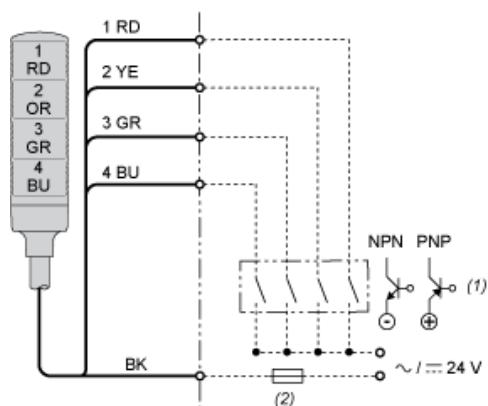 1 RD
1
RD
2
OR
3
GR
4
BU
2 YE
3 GR
4 BU
NPN PNP
(1)
BK
(2)
~ / ⎓ 24 V